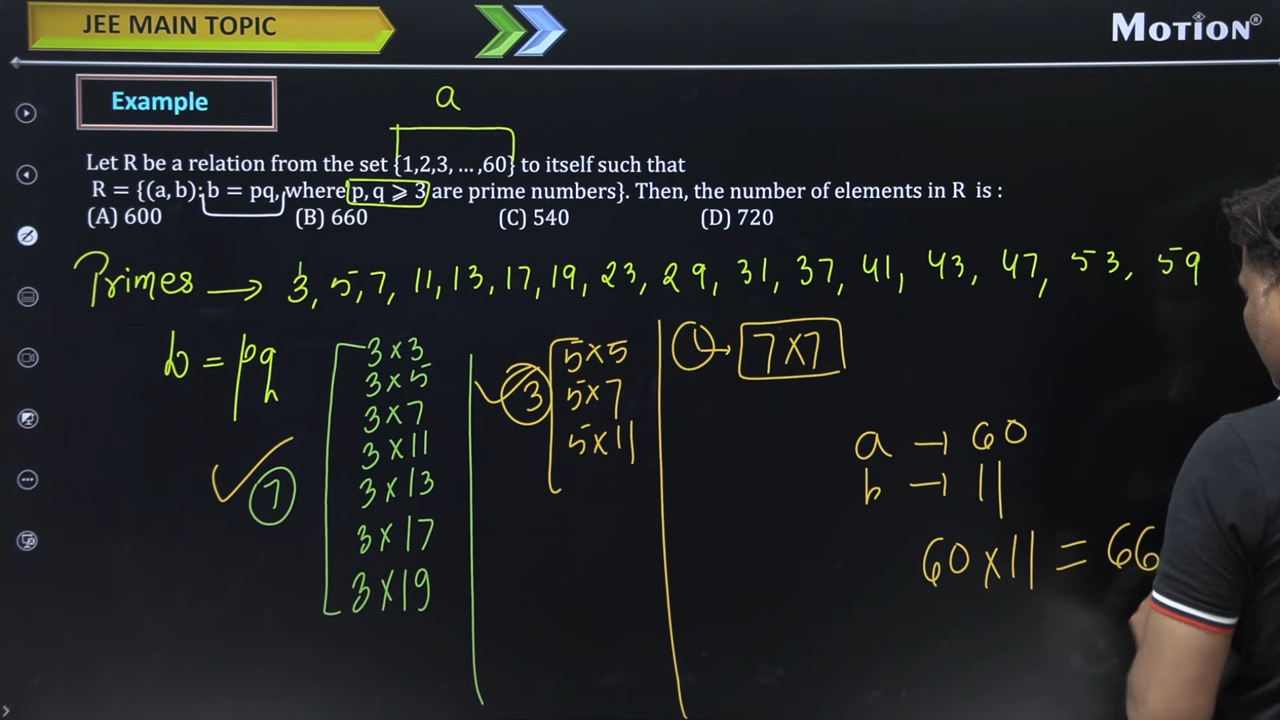 JEE MAIN TOPIC
MOTION®
Example
a
Let R be a relation from the set {1,2,3, ... ,60} to itself such that
R = {(a, b): b = pq, where p, q ⩾ 3 are prime numbers}. Then, the number of elements in R is :
(A) 600 (B) 660 (C) 540 (D) 720
Primes → 3, 5, 7, 11, 13, 17, 19, 23, 29, 31, 37, 41, 43, 47, 53, 59
b = pq
7
3 × 3
3 × 5
3 × 7
3 × 11
3 × 13
3 × 17
3 × 19
3
5 × 5
5 × 7
5 × 11
1 → 7 × 7
a → 60
b → 11
60 × 11 = 66